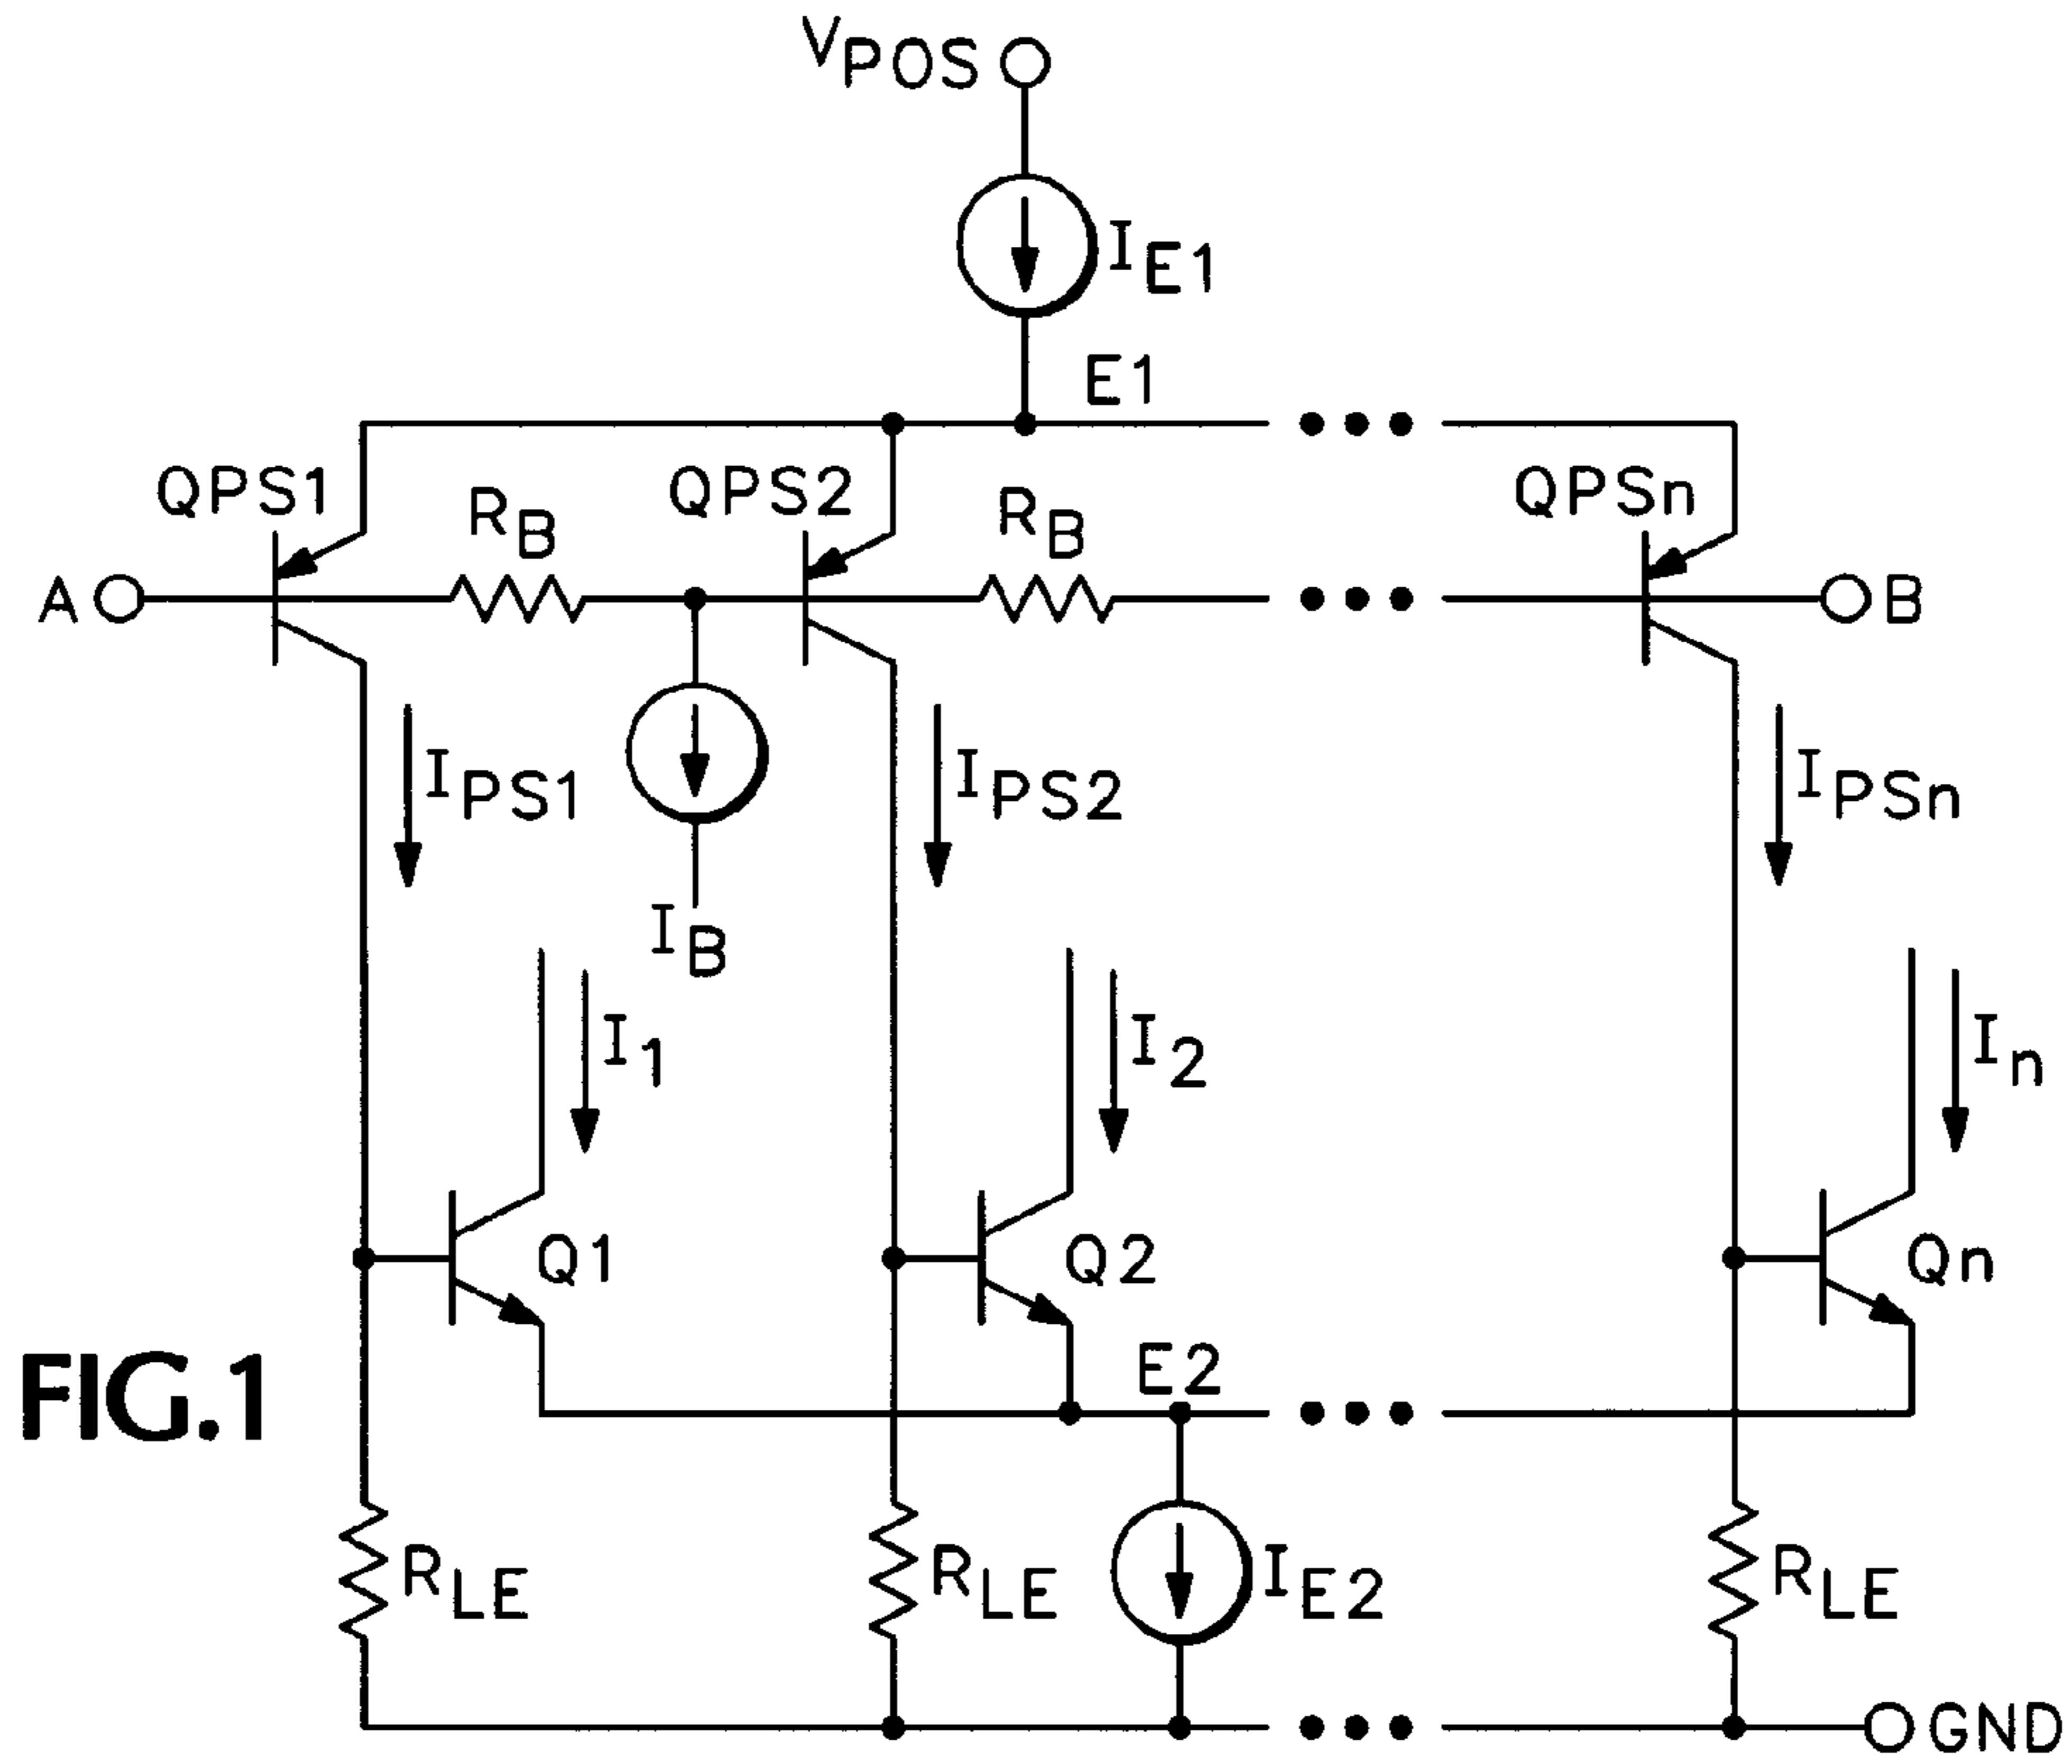 VPOS
IE1
E1
QPS1 RB QPS2 RB QPSn
A B
IPS1 IPS2 IPSn
IB
I1 I2 In
Q1 Q2 Qn
E2
FIG.1
RLE RLE IE2 RLE
GND